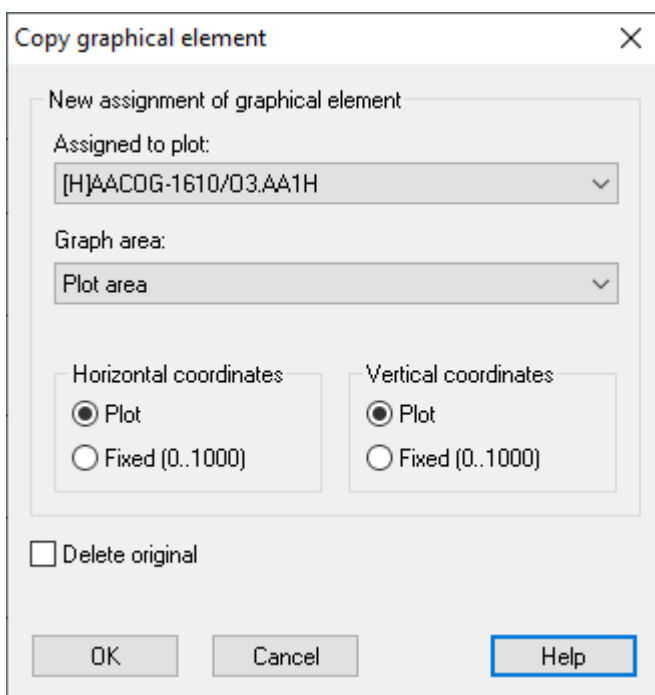 Copy graphical element
New assignment of graphical element
Assigned to plot:
[H]AACOG-1610/O3.AA1H
Graph area:
Plot area
Horizontal coordinates
Vertical coordinates
Plot
Plot
Fixed (0..1000)
Fixed (0..1000)
Delete original
OK
Cancel
Help